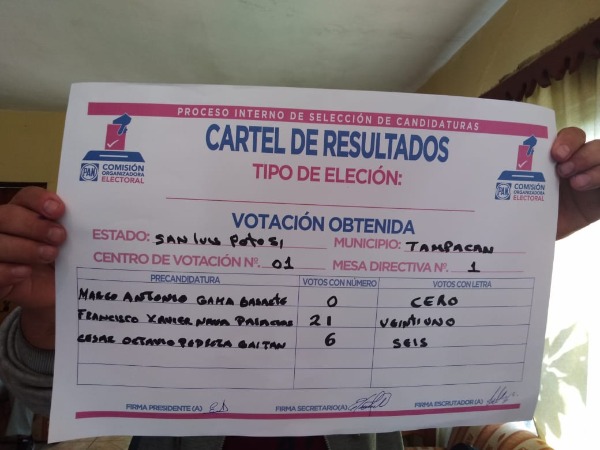 PROCESO INTERNO DE SELECCIÓN DE CANDIDATURAS
CARTEL DE RESULTADOS
TIPO DE ELECIÓN:
PAN COMISIÓN ORGANIZADORA ELECTORAL
PAN COMISIÓN ORGANIZADORA ELECTORAL
VOTACIÓN OBTENIDA
ESTADO: SAN LUIS POTOSI MUNICIPIO: TAMPACAN
CENTRO DE VOTACIÓN Nº. 01 MESA DIRECTIVA Nº. 1
PRECANDIDATURA VOTOS CON NÚMERO VOTOS CON LETRA
MARCO ANTONIO GAMA BASARTE 0 CERO
FRANCISCO XAVIER NAVA PALACIOS 21 VEINTIUNO
CESAR OCTAVIO PEDROZA GAITAN 6 SEIS
FIRMA PRESIDENTE (A) FIRMA SECRETARIO(A) FIRMA ESCRUTADOR (A)